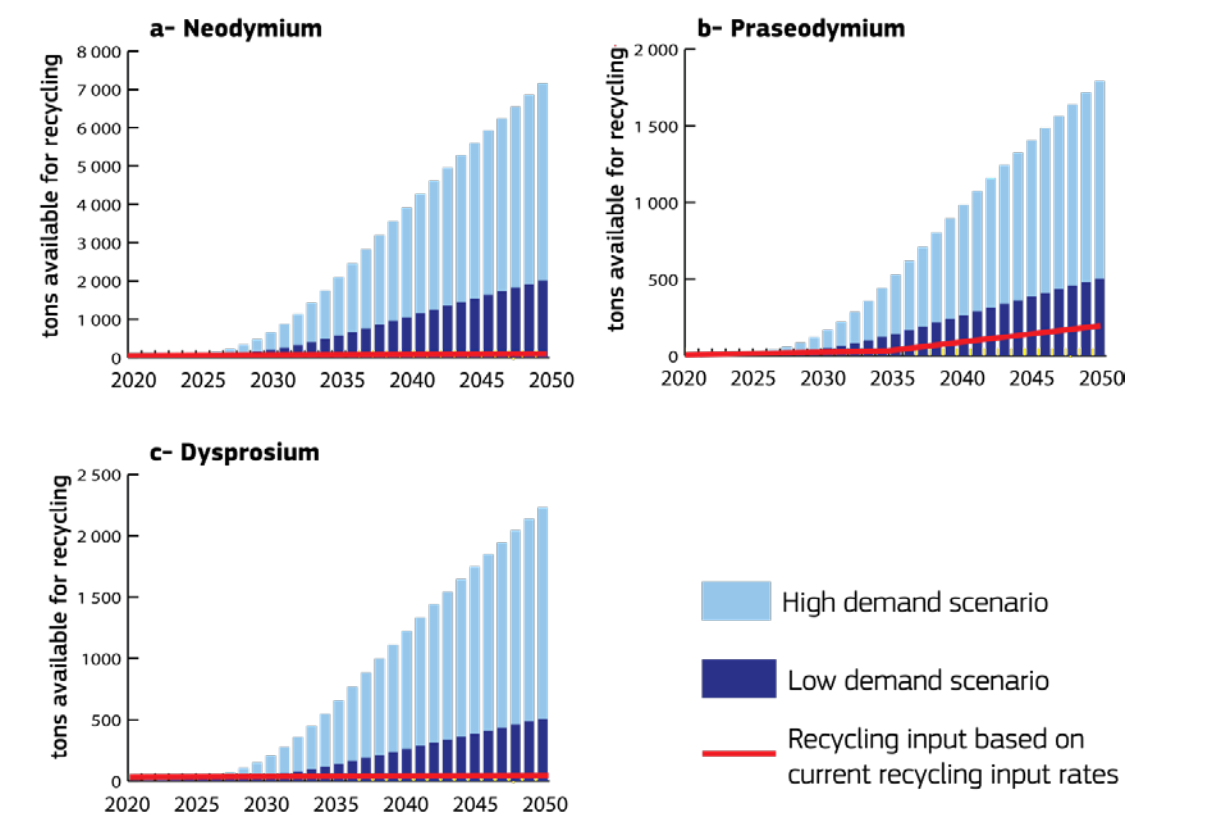 a- Neodymium
tons available for recycling
8 000
7 000
6 000
5 000
4 000
3 000
2 000
1 000
0
2020 2025 2030 2035 2040 2045 2050
b- Praseodymium
tons available for recycling
2 000
1 500
1 000
500
0
2020 2025 2030 2035 2040 2045 2050
c- Dysprosium
tons available for recycling
2 500
2 000
1 500
1000
500
0
2020 2025 2030 2035 2040 2045 2050
High demand scenario
Low demand scenario
Recycling input based on
current recycling input rates